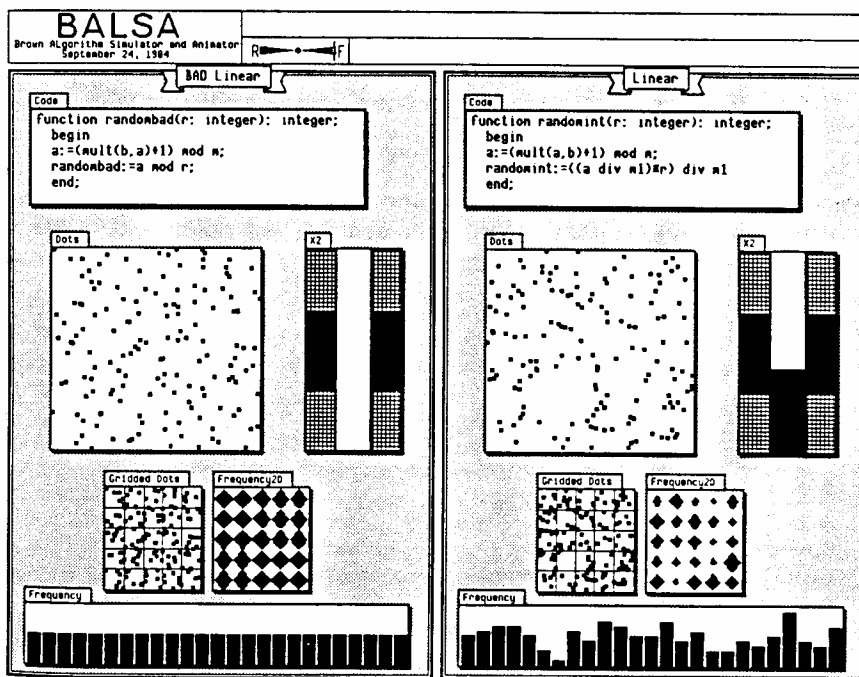 BALSA
Brown ALgorithm Simulator and Animator
September 24, 1984
R F
BAD Linear
Code
function randombad(r: integer): integer;
begin
a:=(mult(b,a)+1) mod m;
randombad:=a mod r;
end;
Dots
X2
Gridded Dots
Frequency2D
Frequency
Linear
Code
function randomint(r: integer): integer;
begin
a:=(mult(a,b)+1) mod m;
randomint:=((a div m1)*r) div m1
end;
Dots
X2
Gridded Dots
Frequency2D
Frequency